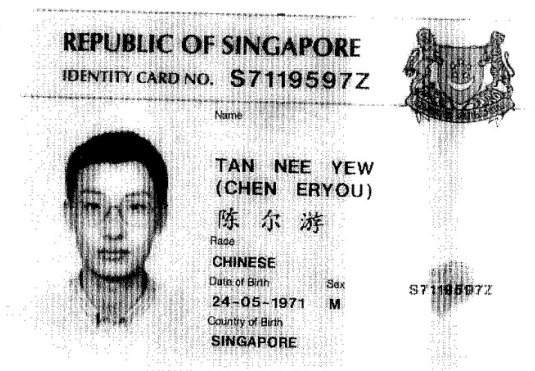 REPUBLIC OF SINGAPORE
IDENTITY CARD NO. S7119597Z
Name
TAN NEE YEW
(CHEN ERYOU)
陈尔游
Race
CHINESE
Date of Birth Sex
24-05-1971 M
S7119597Z
Country of Birth
SINGAPORE